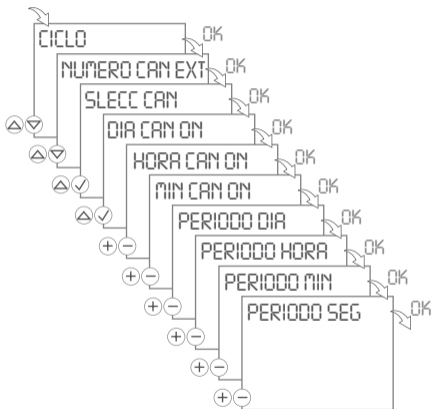 CICLO
OK
NUMERO CAN EXT
OK
SLECC CAN
OK
DIA CAN ON
OK
HORA CAN ON
OK
MIN CAN ON
OK
PERIODO DIA
OK
PERIODO HORA
OK
PERIODO MIN
OK
PERIODO SEG
OK